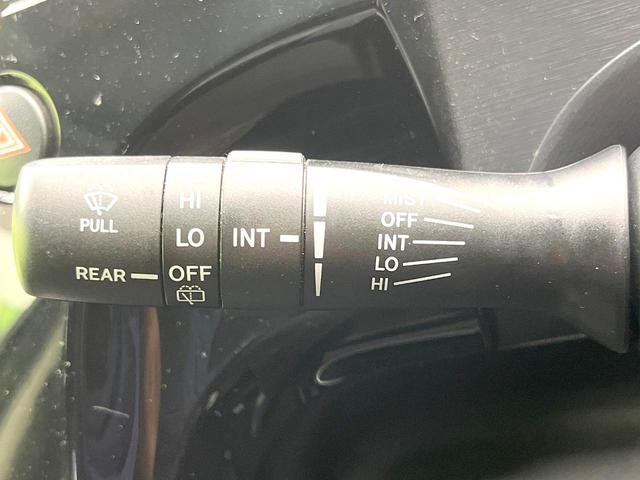 PULL
REAR
HI
LO
OFF
INT
MIST
OFF
INT
LO
HI